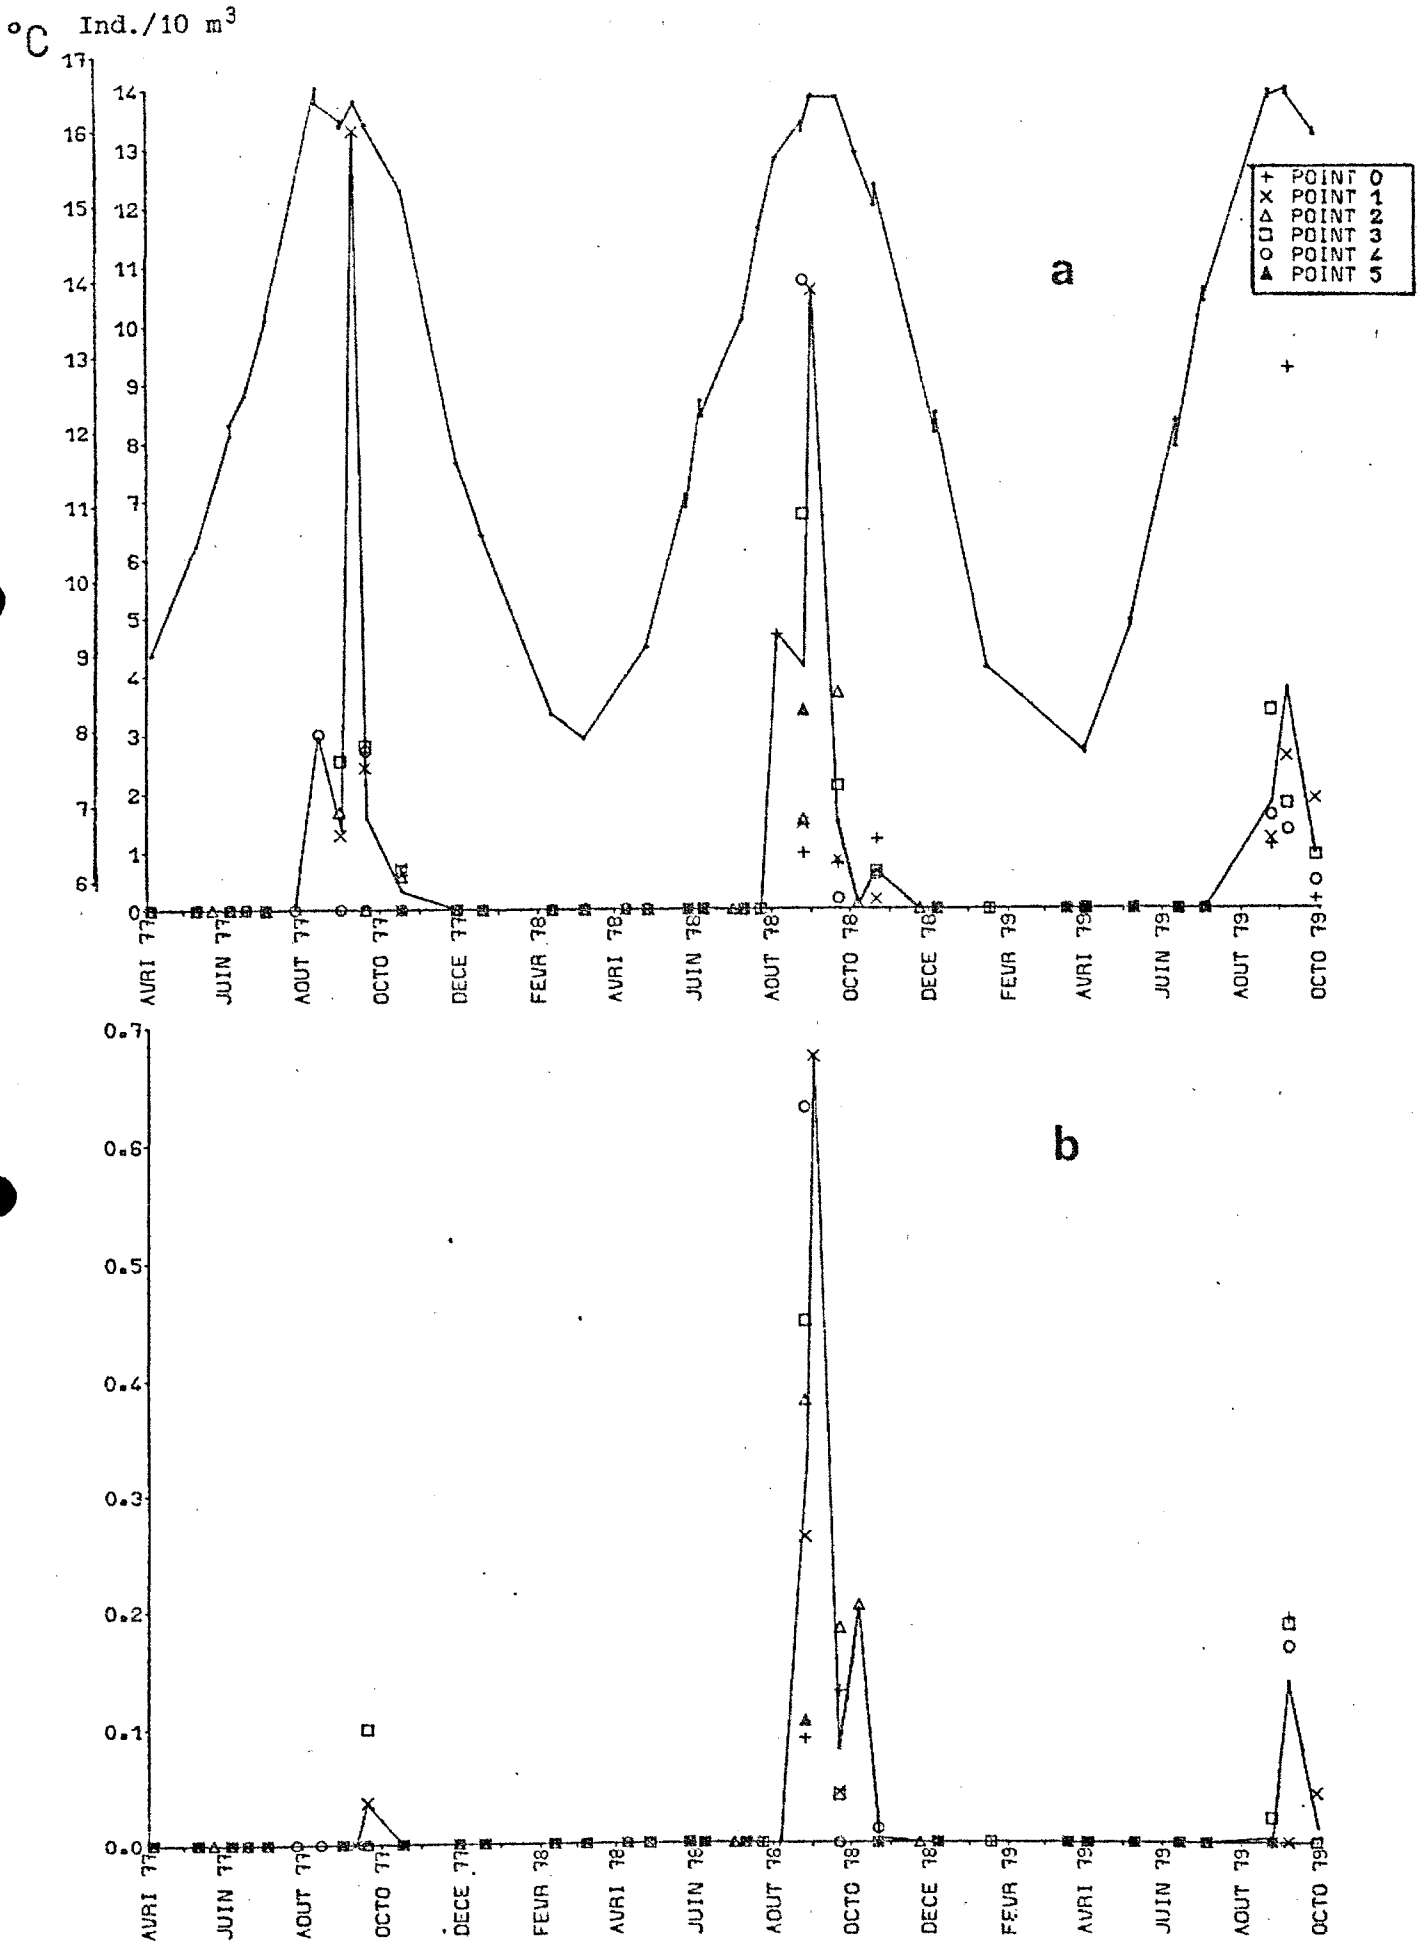 °C Ind./10 m³
17
16
15
14
13
12
11
10
9
8
7
6
14
13
12
11
10
9
8
7
6
5
4
3
2
1
0
a
+ POINT 0
× POINT 1
△ POINT 2
□ POINT 3
○ POINT 4
▲ POINT 5
AVRI 77
JUIN 77
AOUT 77
OCTO 77
DECE 77
FEVR 78
AVRI 78
JUIN 78
AOUT 78
OCTO 78
DECE 78
FEVR 79
AVRI 79
JUIN 79
AOUT 79
OCTO 79
0.7
0.6
0.5
0.4
0.3
0.2
0.1
0.0
b
AVRI 77
JUIN 77
AOUT 77
OCTO 77
DECE 77
FEVR 78
AVRI 78
JUIN 78
AOUT 78
OCTO 78
DECE 78
FEVR 79
AVRI 79
JUIN 79
AOUT 79
OCTO 79